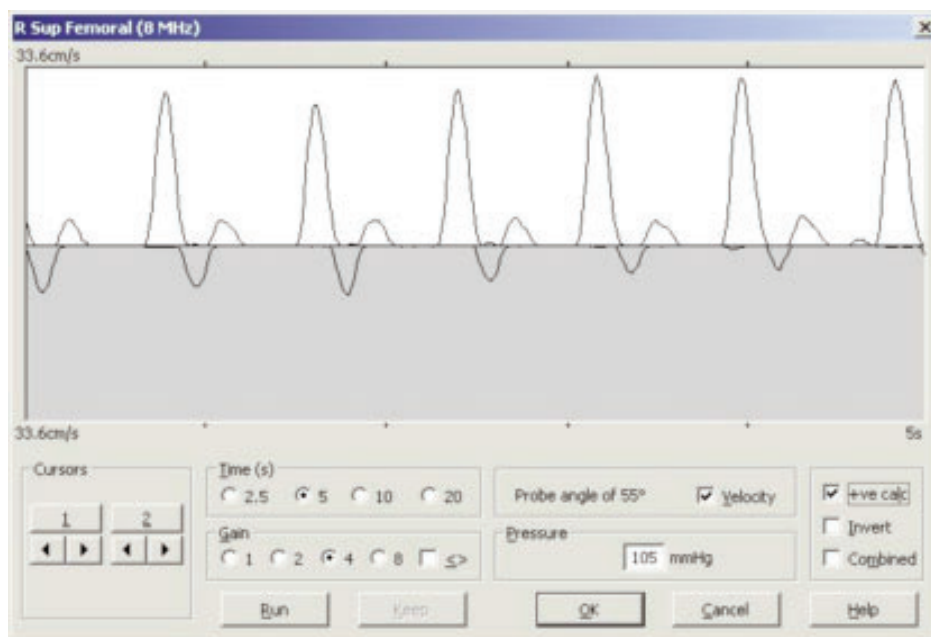 R Sup Femoral (8 MHz)
33.6cm/s
33.6cm/s 5s
Cursors
1 2
Time (s)
2.5 5 10 20
Gain
1 2 4 8 <>
Probe angle of 55° Velocity
Pressure
105 mmHg
+ve calc
Invert
Combined
Run Keep OK Cancel Help